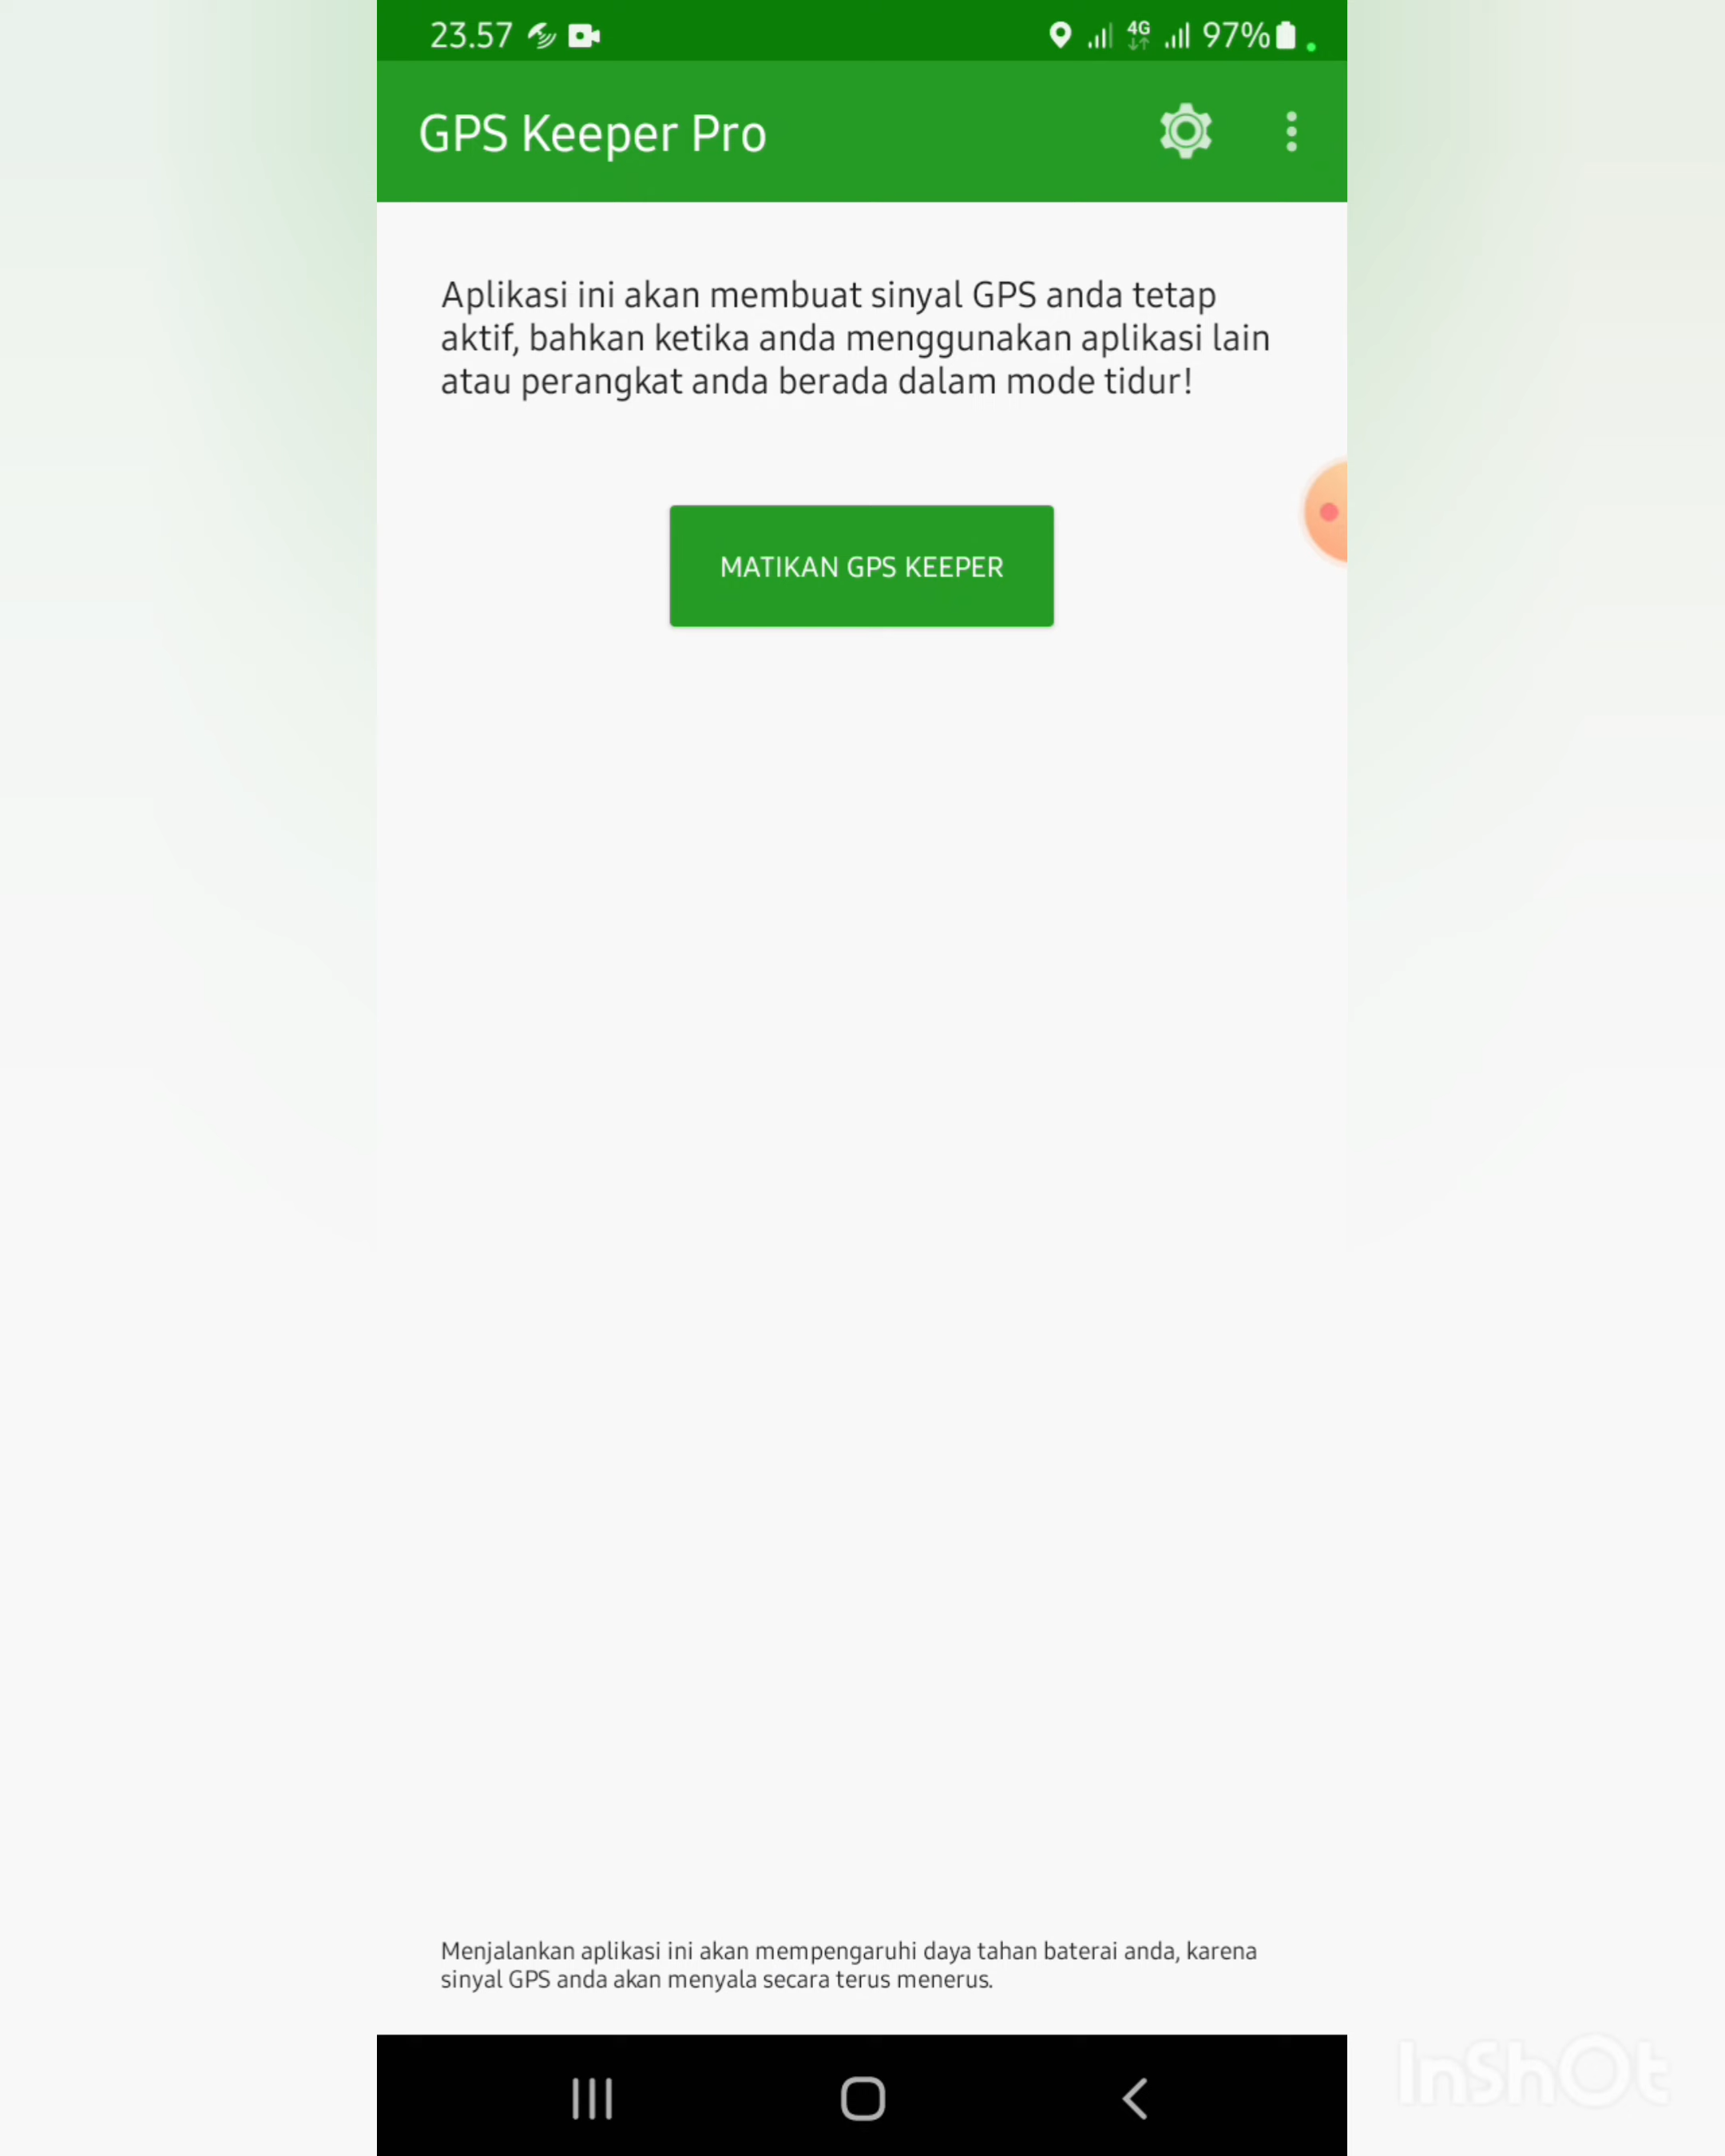 23.57
4G
97%
GPS Keeper Pro
Aplikasi ini akan membuat sinyal GPS anda tetap
aktif, bahkan ketika anda menggunakan aplikasi lain
atau perangkat anda berada dalam mode tidur!
MATIKAN GPS KEEPER
Menjalankan aplikasi ini akan mempengaruhi daya tahan baterai anda, karena
sinyal GPS anda akan menyala secara terus menerus.
InShOt